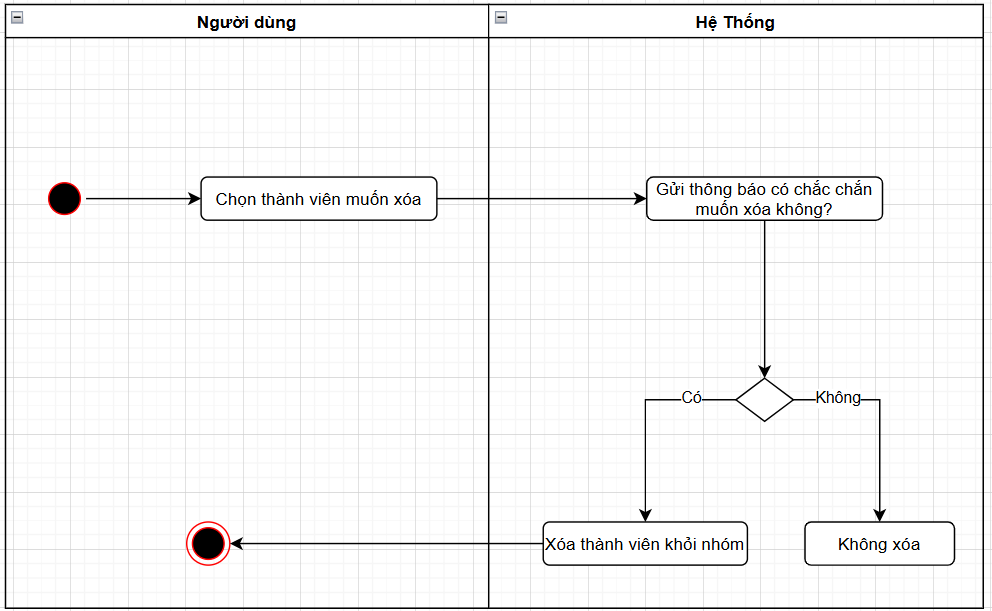 Người dùng
Hệ Thống
Chọn thành viên muốn xóa
Gửi thông báo có chắc chắn
muốn xóa không?
Có
Không
Xóa thành viên khỏi nhóm
Không xóa